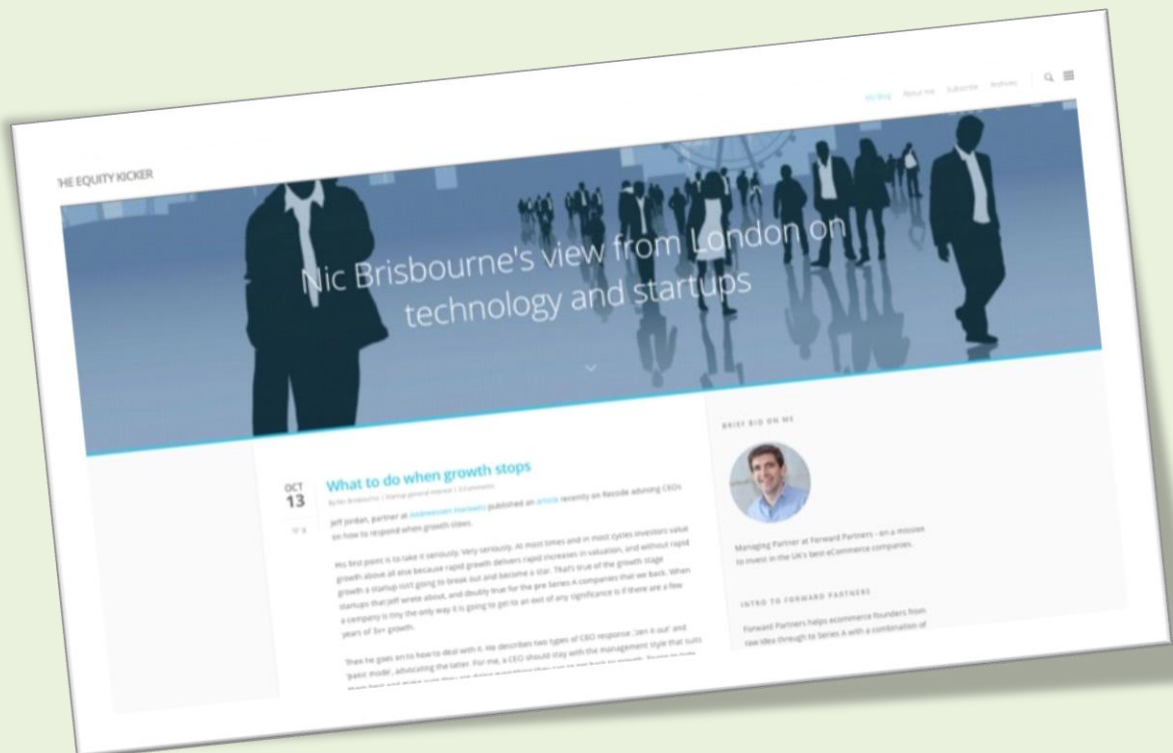 My Blog About me Subscribe Archives
THE EQUITY KICKER
Nic Brisbourne's view from London on
technology and startups
OCT
13
What to do when growth stops
By Nic Brisbourne | Startup general interest | 0 Comments
Jeff Jordan, partner at Andreessen Horowitz published an article recently on Recode advising CEOs
on how to respond when growth slows.
His first point is to take it seriously. Very seriously. At most times and in most cycles investors value
growth above all else because rapid growth delivers rapid increases in valuation, and without rapid
growth a startup isn't going to break out and become a star. That's true of the growth stage
startups that Jeff wrote about, and doubly true for the pre Series A companies that we back. When
a company is tiny the only way it is going to get to an exit of any significance is if there are a few
years of 3x+ growth.
Then he goes on to how to deal with it. He describes two types of CEO response 'zen it out' and
'panic mode', advocating the latter. For me, a CEO should stay with the management style that suits
BRIEF BIO ON ME
Managing Partner at Forward Partners - on a mission
to invest in the UK's best eCommerce companies.
INTRO TO FORWARD PARTNERS
Forward Partners helps ecommerce founders from
raw idea through to Series A with a combination of